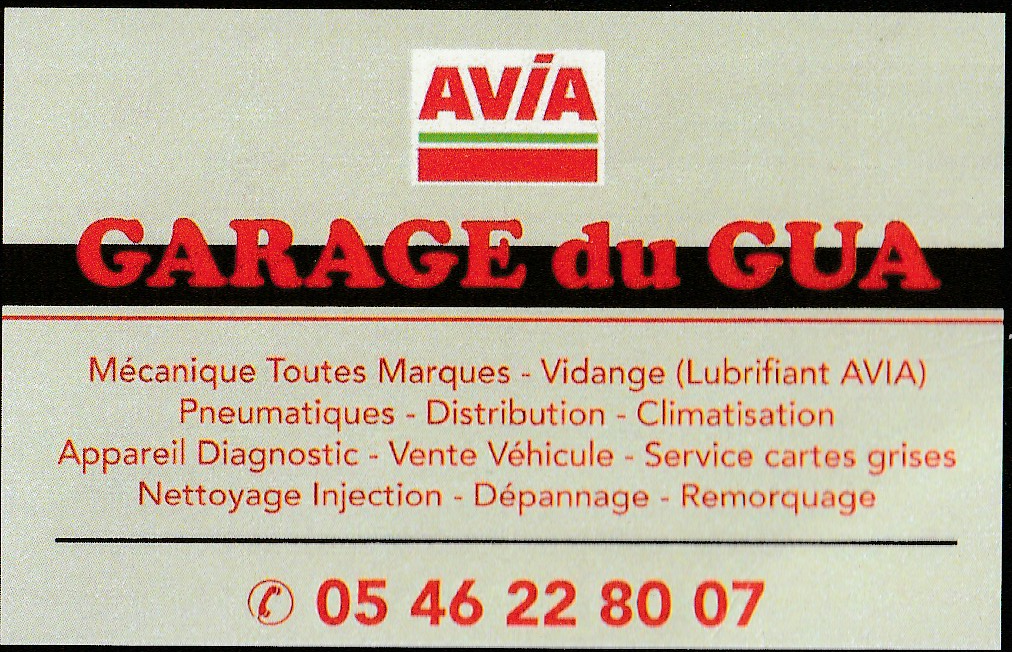 AVIA
GARAGE du GUA
Mécanique Toutes Marques - Vidange (Lubrifiant AVIA)
Pneumatiques - Distribution - Climatisation
Appareil Diagnostic - Vente Véhicule - Service cartes grises
Nettoyage Injection - Dépannage - Remorquage
✆ 05 46 22 80 07